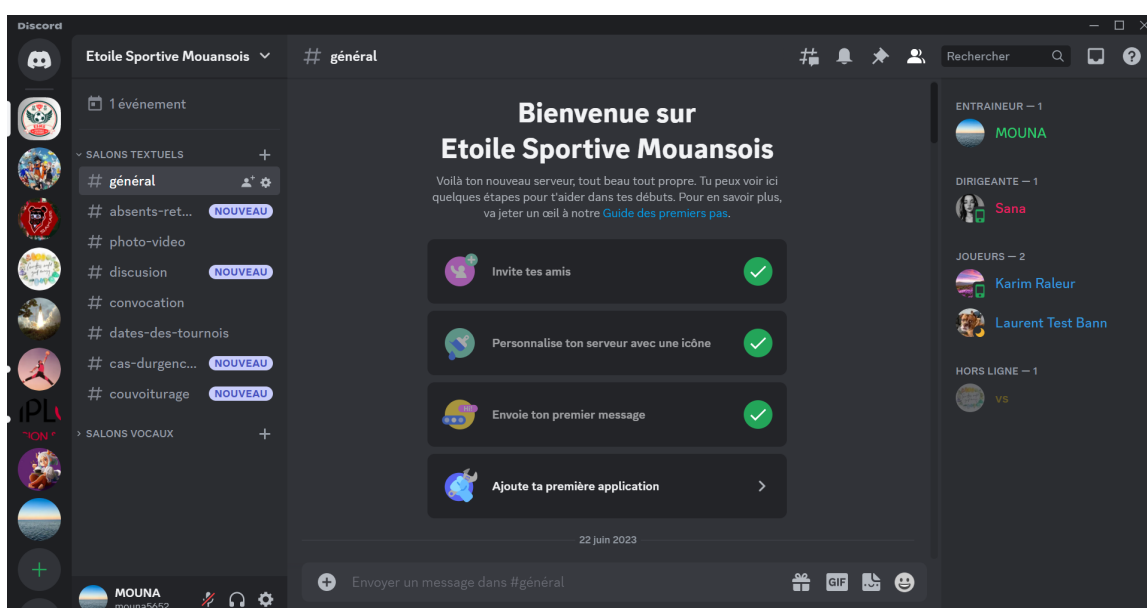 Discord
Etoile Sportive Mouansois
général
Rechercher
1 événement
SALONS TEXTUELS
général
absents-ret... NOUVEAU
photo-video
discusion NOUVEAU
convocation
dates-des-tournois
cas-durgenc... NOUVEAU
couvoiturage NOUVEAU
SALONS VOCAUX
MOUNA
mouna5652
Bienvenue sur
Etoile Sportive Mouansois
Voilà ton nouveau serveur, tout beau tout propre. Tu peux voir ici
quelques étapes pour t'aider dans tes débuts. Pour en savoir plus,
va jeter un œil à notre Guide des premiers pas.
Invite tes amis
Personnalise ton serveur avec une icône
Envoie ton premier message
Ajoute ta première application
22 juin 2023
Envoyer un message dans #général
GIF
ENTRAINEUR — 1
MOUNA
DIRIGEANTE — 1
Sana
JOUEURS — 2
Karim Raleur
Laurent Test Bann
HORS LIGNE — 1
vs